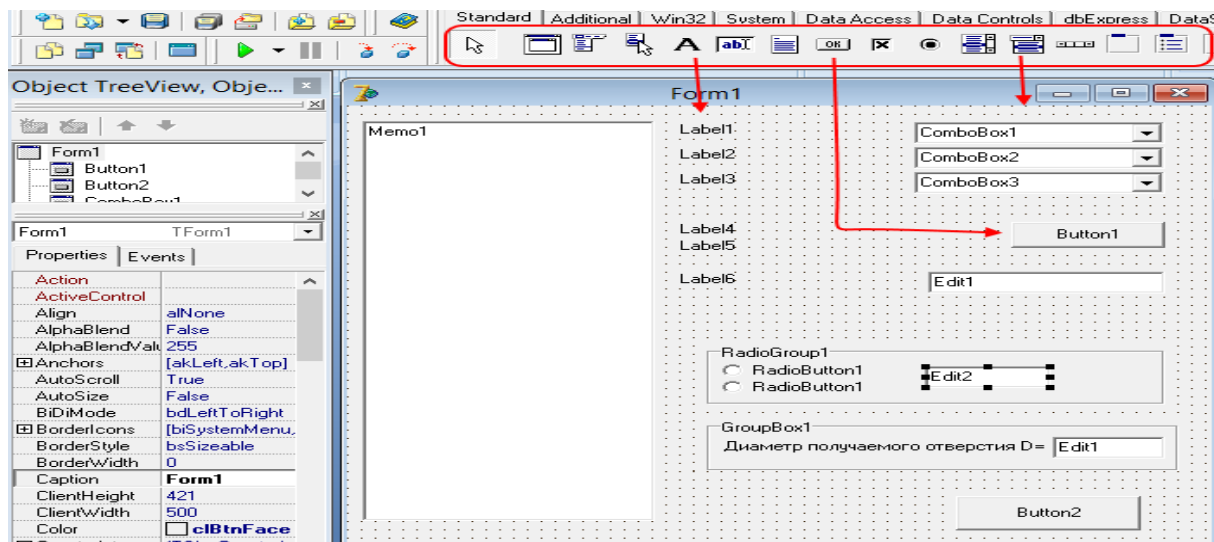 Standard Additional Win32 System Data Access Data Controls dbExpress
OK
Object TreeView, Obje...
Form1
Button1
Button2
Form1 TForm1
Properties Events
Action
ActiveControl
Align alNone
AlphaBlend False
AlphaBlendValu 255
Anchors [akLeft,akTop]
AutoScroll True
AutoSize False
BiDiMode bdLeftToRight
BorderIcons [biSystemMenu,
BorderStyle bsSizeable
BorderWidth 0
Caption Form1
ClientHeight 421
ClientWidth 500
Color clBtnFace
Form1
Memo1
Label1 ComboBox1
Label2 ComboBox2
Label3 ComboBox3
Label4
Label5
Button1
Label6 Edit1
RadioGroup1
RadioButton1
RadioButton1
Edit2
GroupBox1
Диаметр получаемого отверстия D= Edit1
Button2